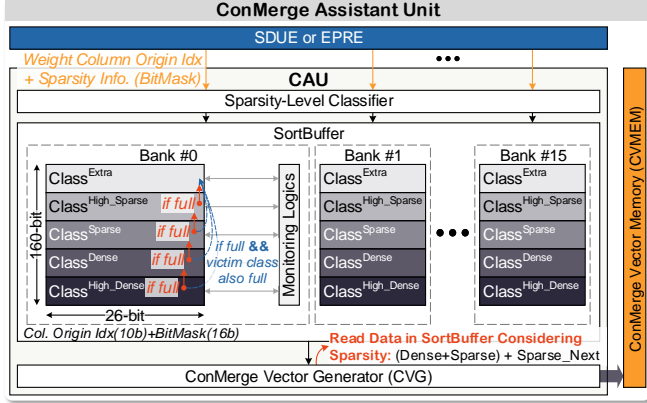 ConMerge Assistant Unit
SDUE or EPRE
Weight Column Origin Idx
+ Sparsity Info. (BitMask)
CAU
Sparsity-Level Classifier
SortBuffer
Bank #0
Bank #1
Bank #15
160-bit
Class^Extra
Class^High_Sparse
if full
Class^Sparse
if full
Class^Dense
if full
Class^High_Dense
if full
if full &&
victim class
also full
Monitoring Logics
Class^Extra
Class^High_Sparse
Class^Sparse
Class^Dense
Class^High_Dense
Class^Extra
Class^High_Sparse
Class^Sparse
Class^Dense
Class^High_Dense
26-bit
Col. Origin Idx(10b)+BitMask(16b)
Read Data in SortBuffer Considering
Sparsity: (Dense+Sparse) + Sparse_Next
ConMerge Vector Generator (CVG)
ConMerge Vector Memory (CVMEM)